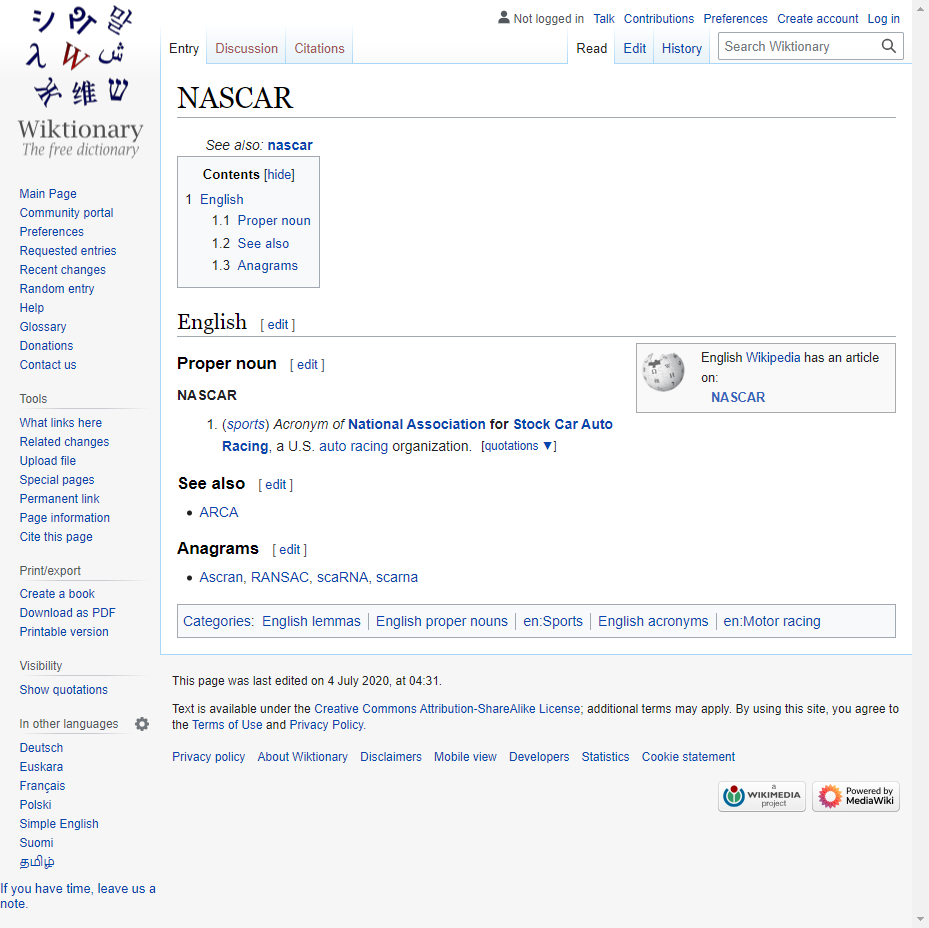 Not logged in Talk Contributions Preferences Create account Log in
Entry Discussion Citations Read Edit History Search Wiktionary
维
Wiktionary
The free dictionary
Main Page
Community portal
Preferences
Requested entries
Recent changes
Random entry
Help
Glossary
Donations
Contact us
Tools
What links here
Related changes
Upload file
Special pages
Permanent link
Page information
Cite this page
Print/export
Create a book
Download as PDF
Printable version
Visibility
Show quotations
In other languages
Deutsch
Euskara
Français
Polski
Simple English
Suomi
தமிழ்
If you have time, leave us a
note.
NASCAR
See also: nascar
Contents [hide]
1 English
1.1 Proper noun
1.2 See also
1.3 Anagrams
English [ edit ]
Proper noun [ edit ]
English Wikipedia has an article
on:
NASCAR
NASCAR
1. (sports) Acronym of National Association for Stock Car Auto
Racing, a U.S. auto racing organization. [quotations ▼]
See also [ edit ]
• ARCA
Anagrams [ edit ]
• Ascran, RANSAC, scaRNA, scarna
Categories: English lemmas | English proper nouns | en:Sports | English acronyms | en:Motor racing
This page was last edited on 4 July 2020, at 04:31.
Text is available under the Creative Commons Attribution-ShareAlike License; additional terms may apply. By using this site, you agree to
the Terms of Use and Privacy Policy.
Privacy policy About Wiktionary Disclaimers Mobile view Developers Statistics Cookie statement
a
WIKIMEDIA
project
Powered by
MediaWiki